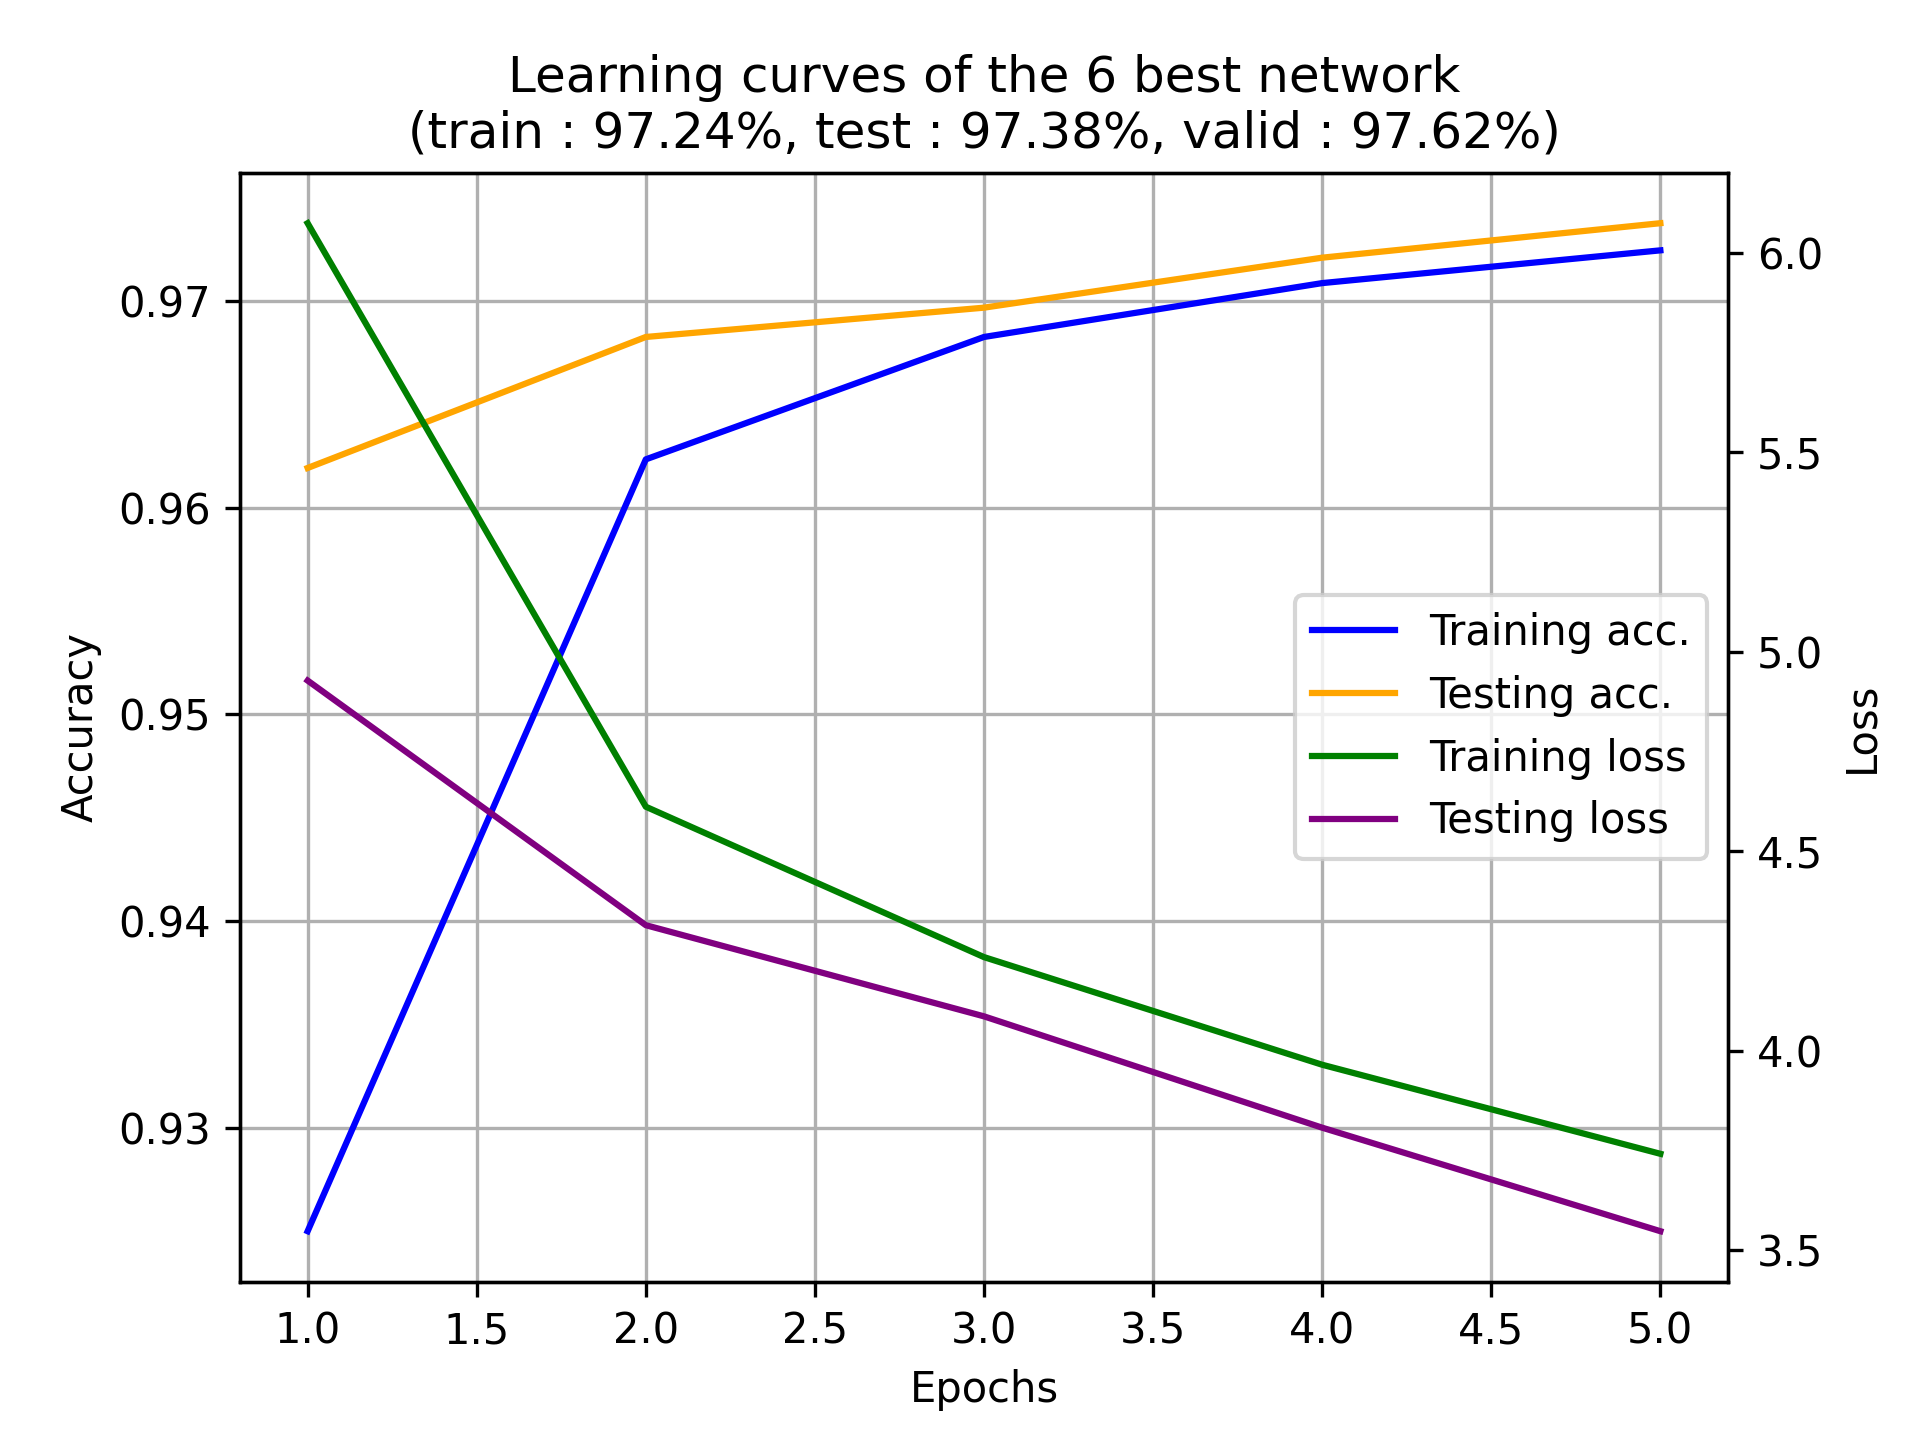 Learning curves of the 6 best network
(train : 97.24%, test : 97.38%, valid : 97.62%)
Accuracy
0.97
0.96
0.95
0.94
0.93
6.0
5.5
5.0
4.5
4.0
3.5
Loss
Training acc.
Testing acc.
Training loss
Testing loss
1.0 1.5 2.0 2.5 3.0 3.5 4.0 4.5 5.0
Epochs